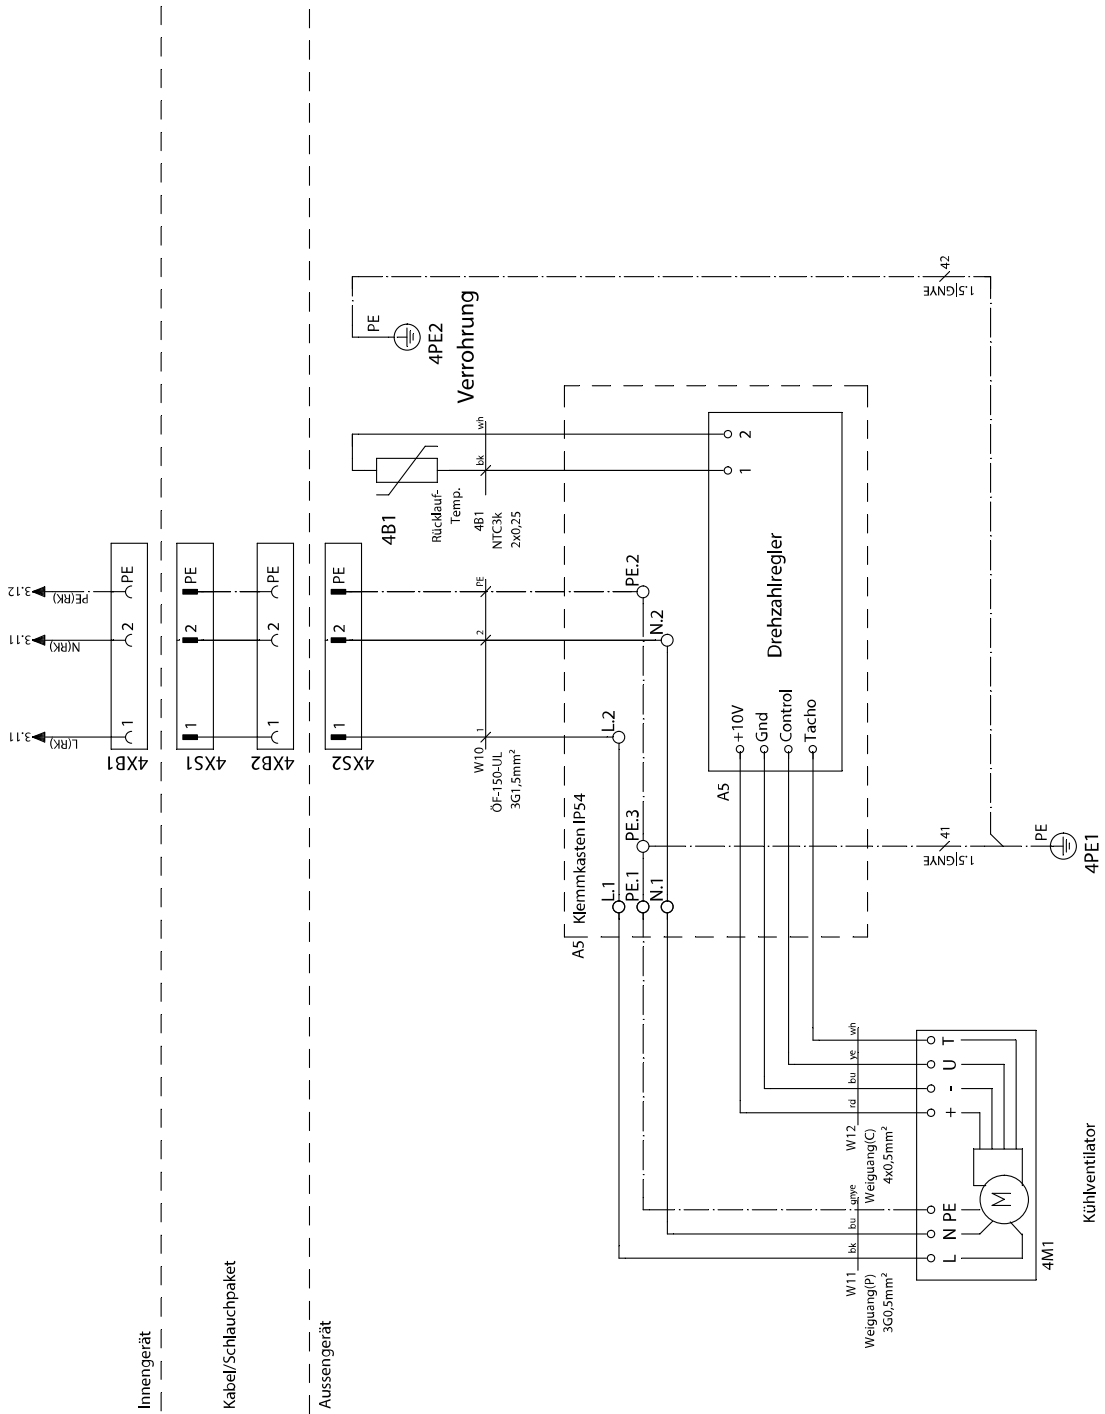 Innengerät
Kabel/Schlauchpaket
Aussengerät
3.11
3.11
3.12
L(RK)
N(RK)
PE(RK)
4XB1
1
2
PE
4XS1
1
2
PE
4XB2
1
2
PE
4XS2
1
2
PE
W10
ÖF-150-UL
3G1,5mm²
1
2
PE
4B1
Rücklauf-
Temp.
4B1
NTC3k
2x0,25
bk
wh
PE
4PE2
Verrohrung
42
1.5|GNYE
A5
Klemmkasten IP54
L.1
PE.1
N.1
PE.3
L.2
N.2
PE.2
A5
+10V
Gnd
Control
Tacho
Drehzahlregler
1
2
41
1.5|GNYE
PE
4PE1
W11
Weiguang(P)
3G0,5mm²
bk
bu
gnye
W12
Weiguang(C)
4x0,5mm²
rd
bu
ye
wh
L
N
PE
+
-
U
T
M
4M1
Kühlventilator